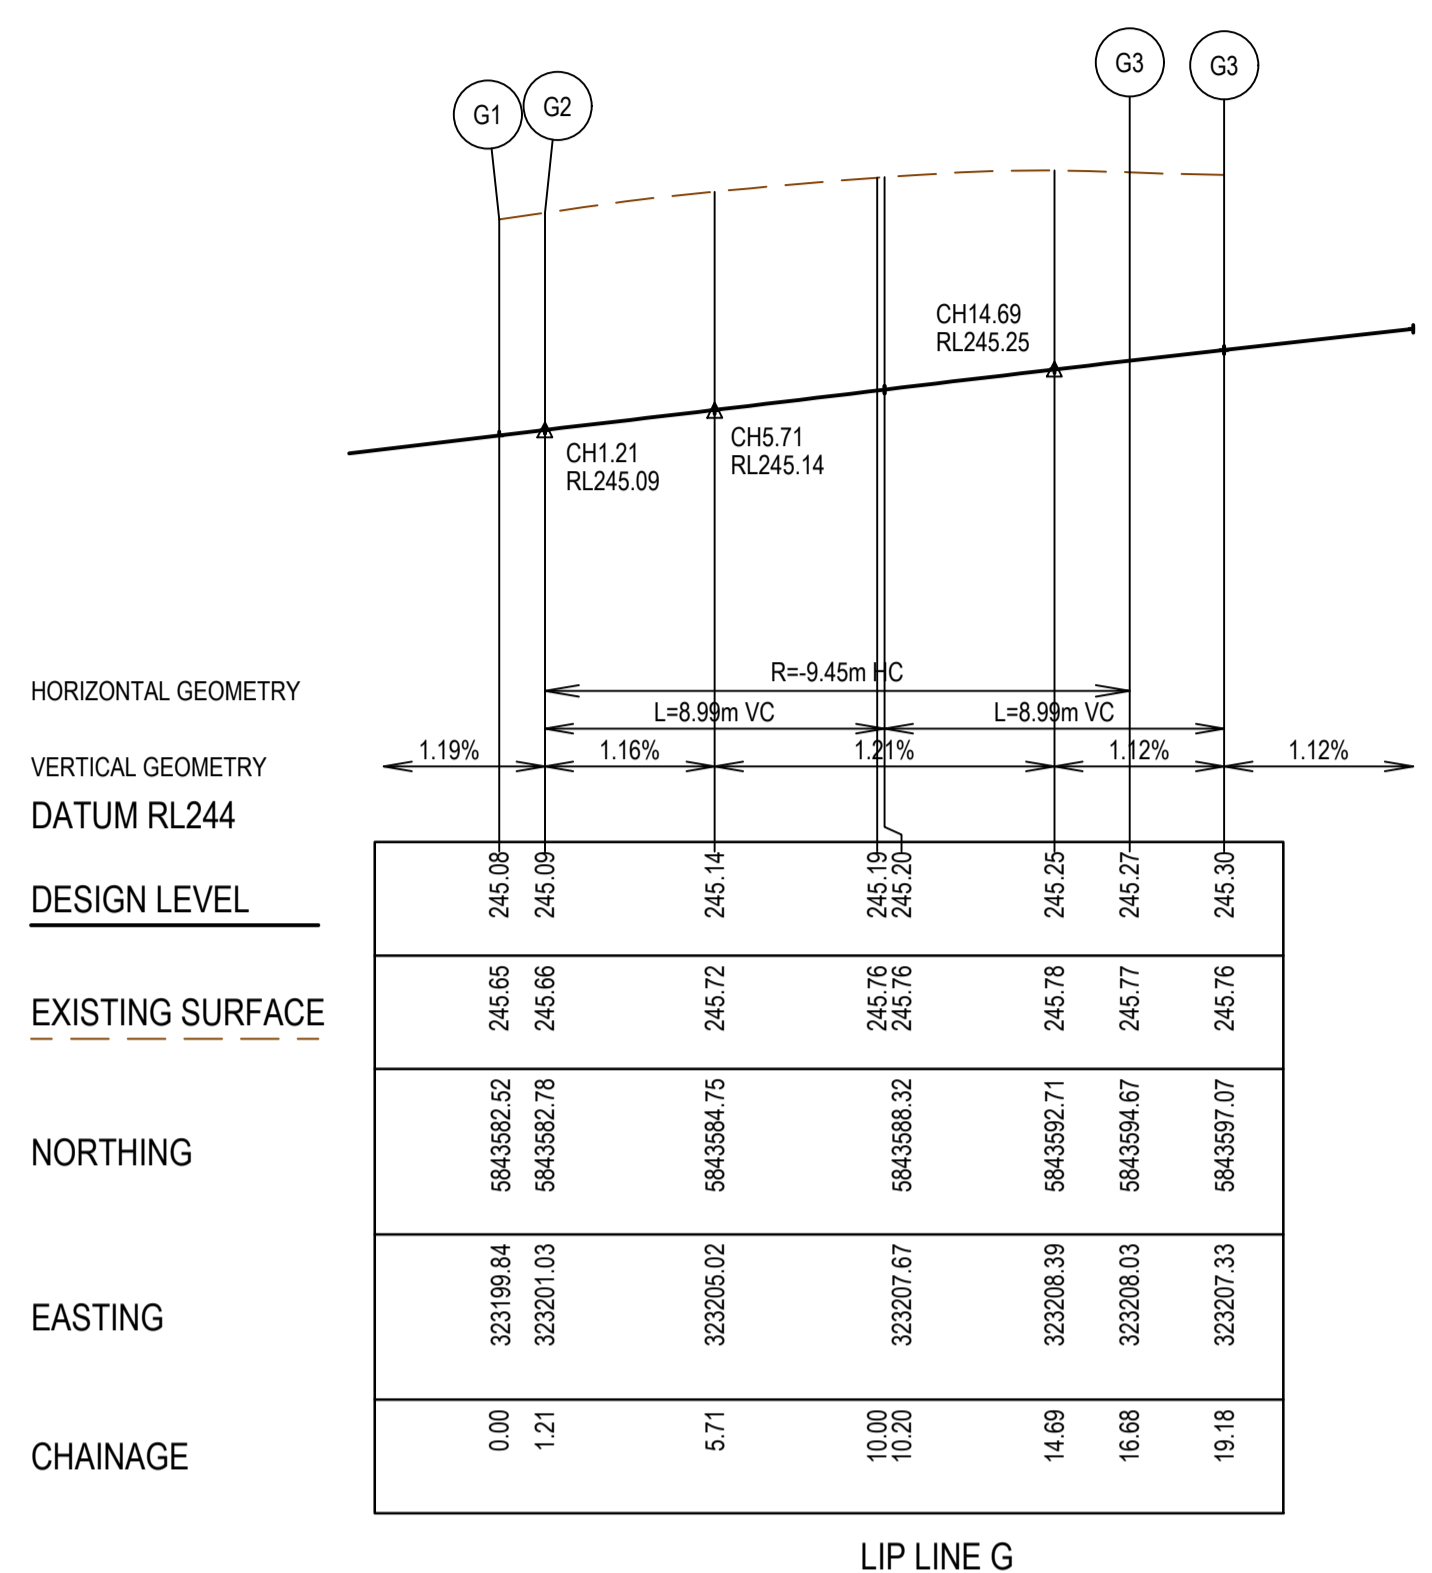 G1
G2
G3
G3
CH14.69
RL245.25
CH1.21
RL245.09
CH5.71
RL245.14
HORIZONTAL GEOMETRY
R=-9.45m HC
L=8.99m VC
L=8.99m VC
VERTICAL GEOMETRY
1.19%
1.16%
1.21%
1.12%
1.12%
DATUM RL244
DESIGN LEVEL
245.08
245.09
245.14
245.19
245.20
245.25
245.27
245.30
EXISTING SURFACE
245.65
245.66
245.72
245.76
245.76
245.78
245.77
245.76
NORTHING
5843582.52
5843582.78
5843584.75
5843588.32
5843592.71
5843594.67
5843597.07
EASTING
323199.84
323201.03
323205.02
323207.67
323208.39
323208.03
323207.33
CHAINAGE
0.00
1.21
5.71
10.00
10.20
14.69
16.68
19.18
LIP LINE G